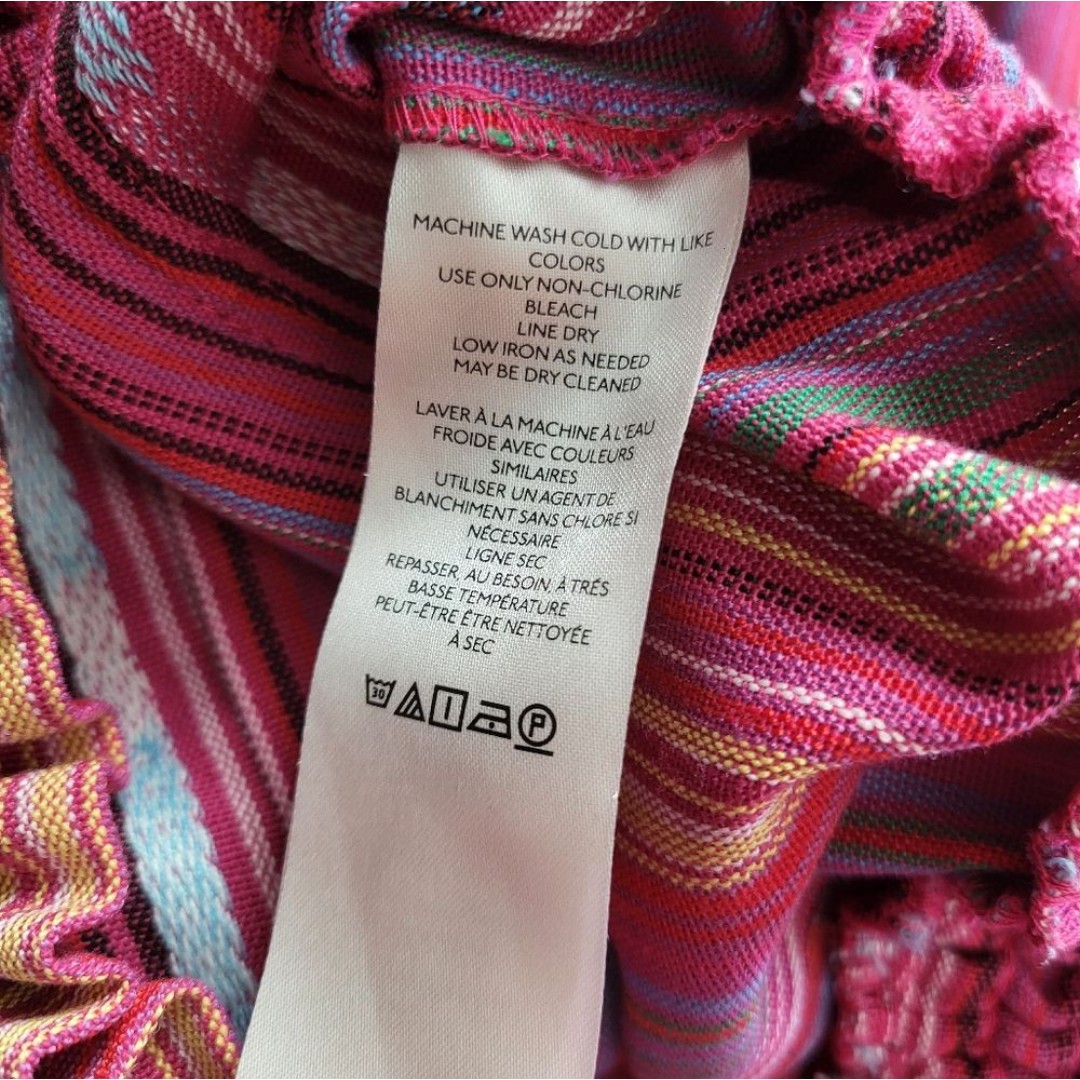 MACHINE WASH COLD WITH LIKE
COLORS
USE ONLY NON-CHLORINE
BLEACH
LINE DRY
LOW IRON AS NEEDED
MAY BE DRY CLEANED
LAVER À LA MACHINE À L'EAU
FROIDE AVEC COULEURS
SIMILAIRES
UTILISER UN AGENT DE
BLANCHIMENT SANS CHLORE SI
NÉCESSAIRE
LIGNE SEC
REPASSER, AU BESOIN, À TRÉS
BASSE TEMPÉRATURE
PEUT-ÊTRE ÊTRE NETTOYÉE
À SEC
30 P